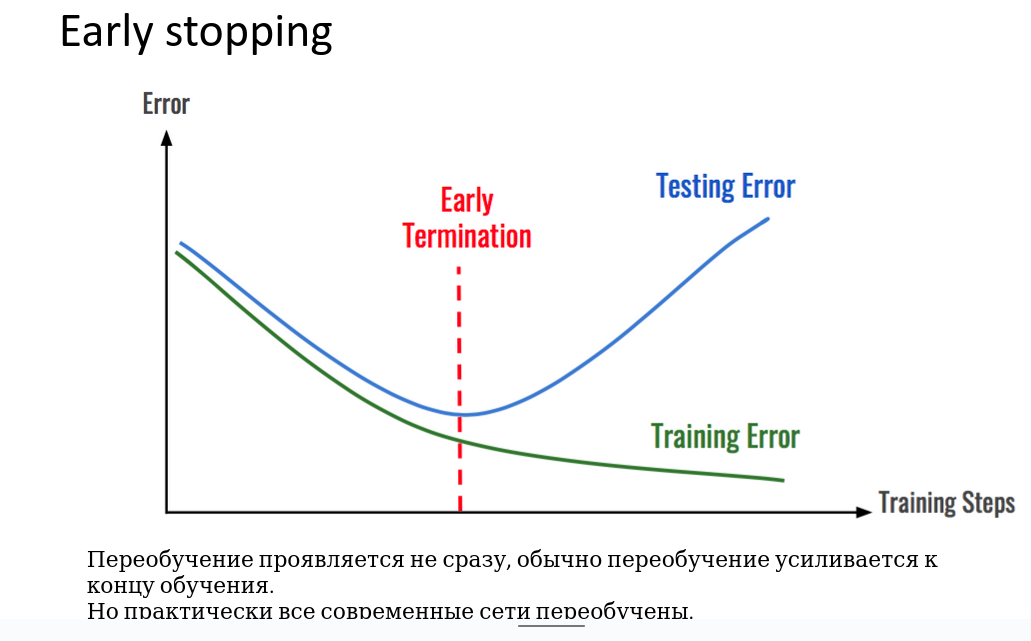 Early stopping
Error
Early
Termination
Testing Error
Training Error
Training Steps
Переобучение проявляется не сразу, обычно переобучение усиливается к
концу обучения.
Но практически все современные сети переобучены.